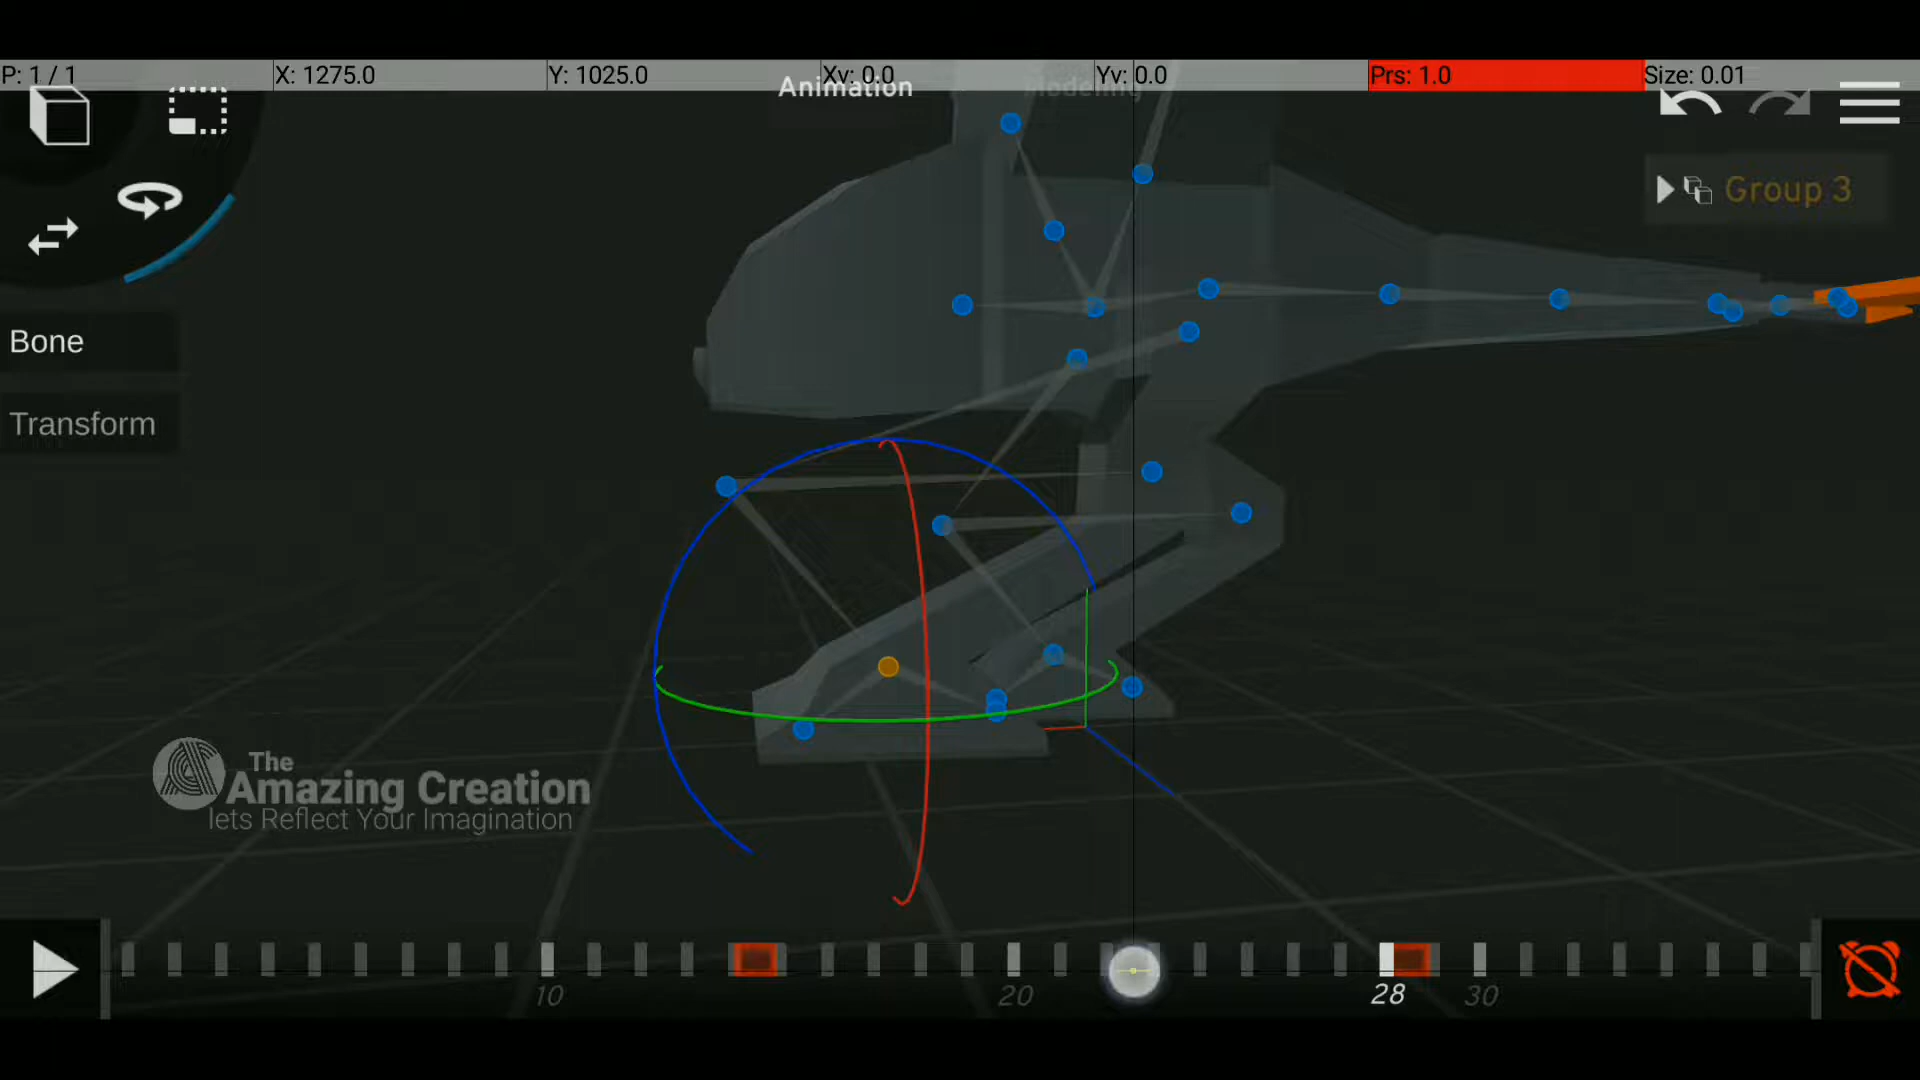 P: 1 / 1 X: 1275.0 Y: 1025.0 Xv: 0.0 Yv: 0.0 Prs: 1.0 Size: 0.01
Animation Modeling
Group 3
Bone
Transform
The
Amazing Creation
lets Reflect Your Imagination
10 20 28 30